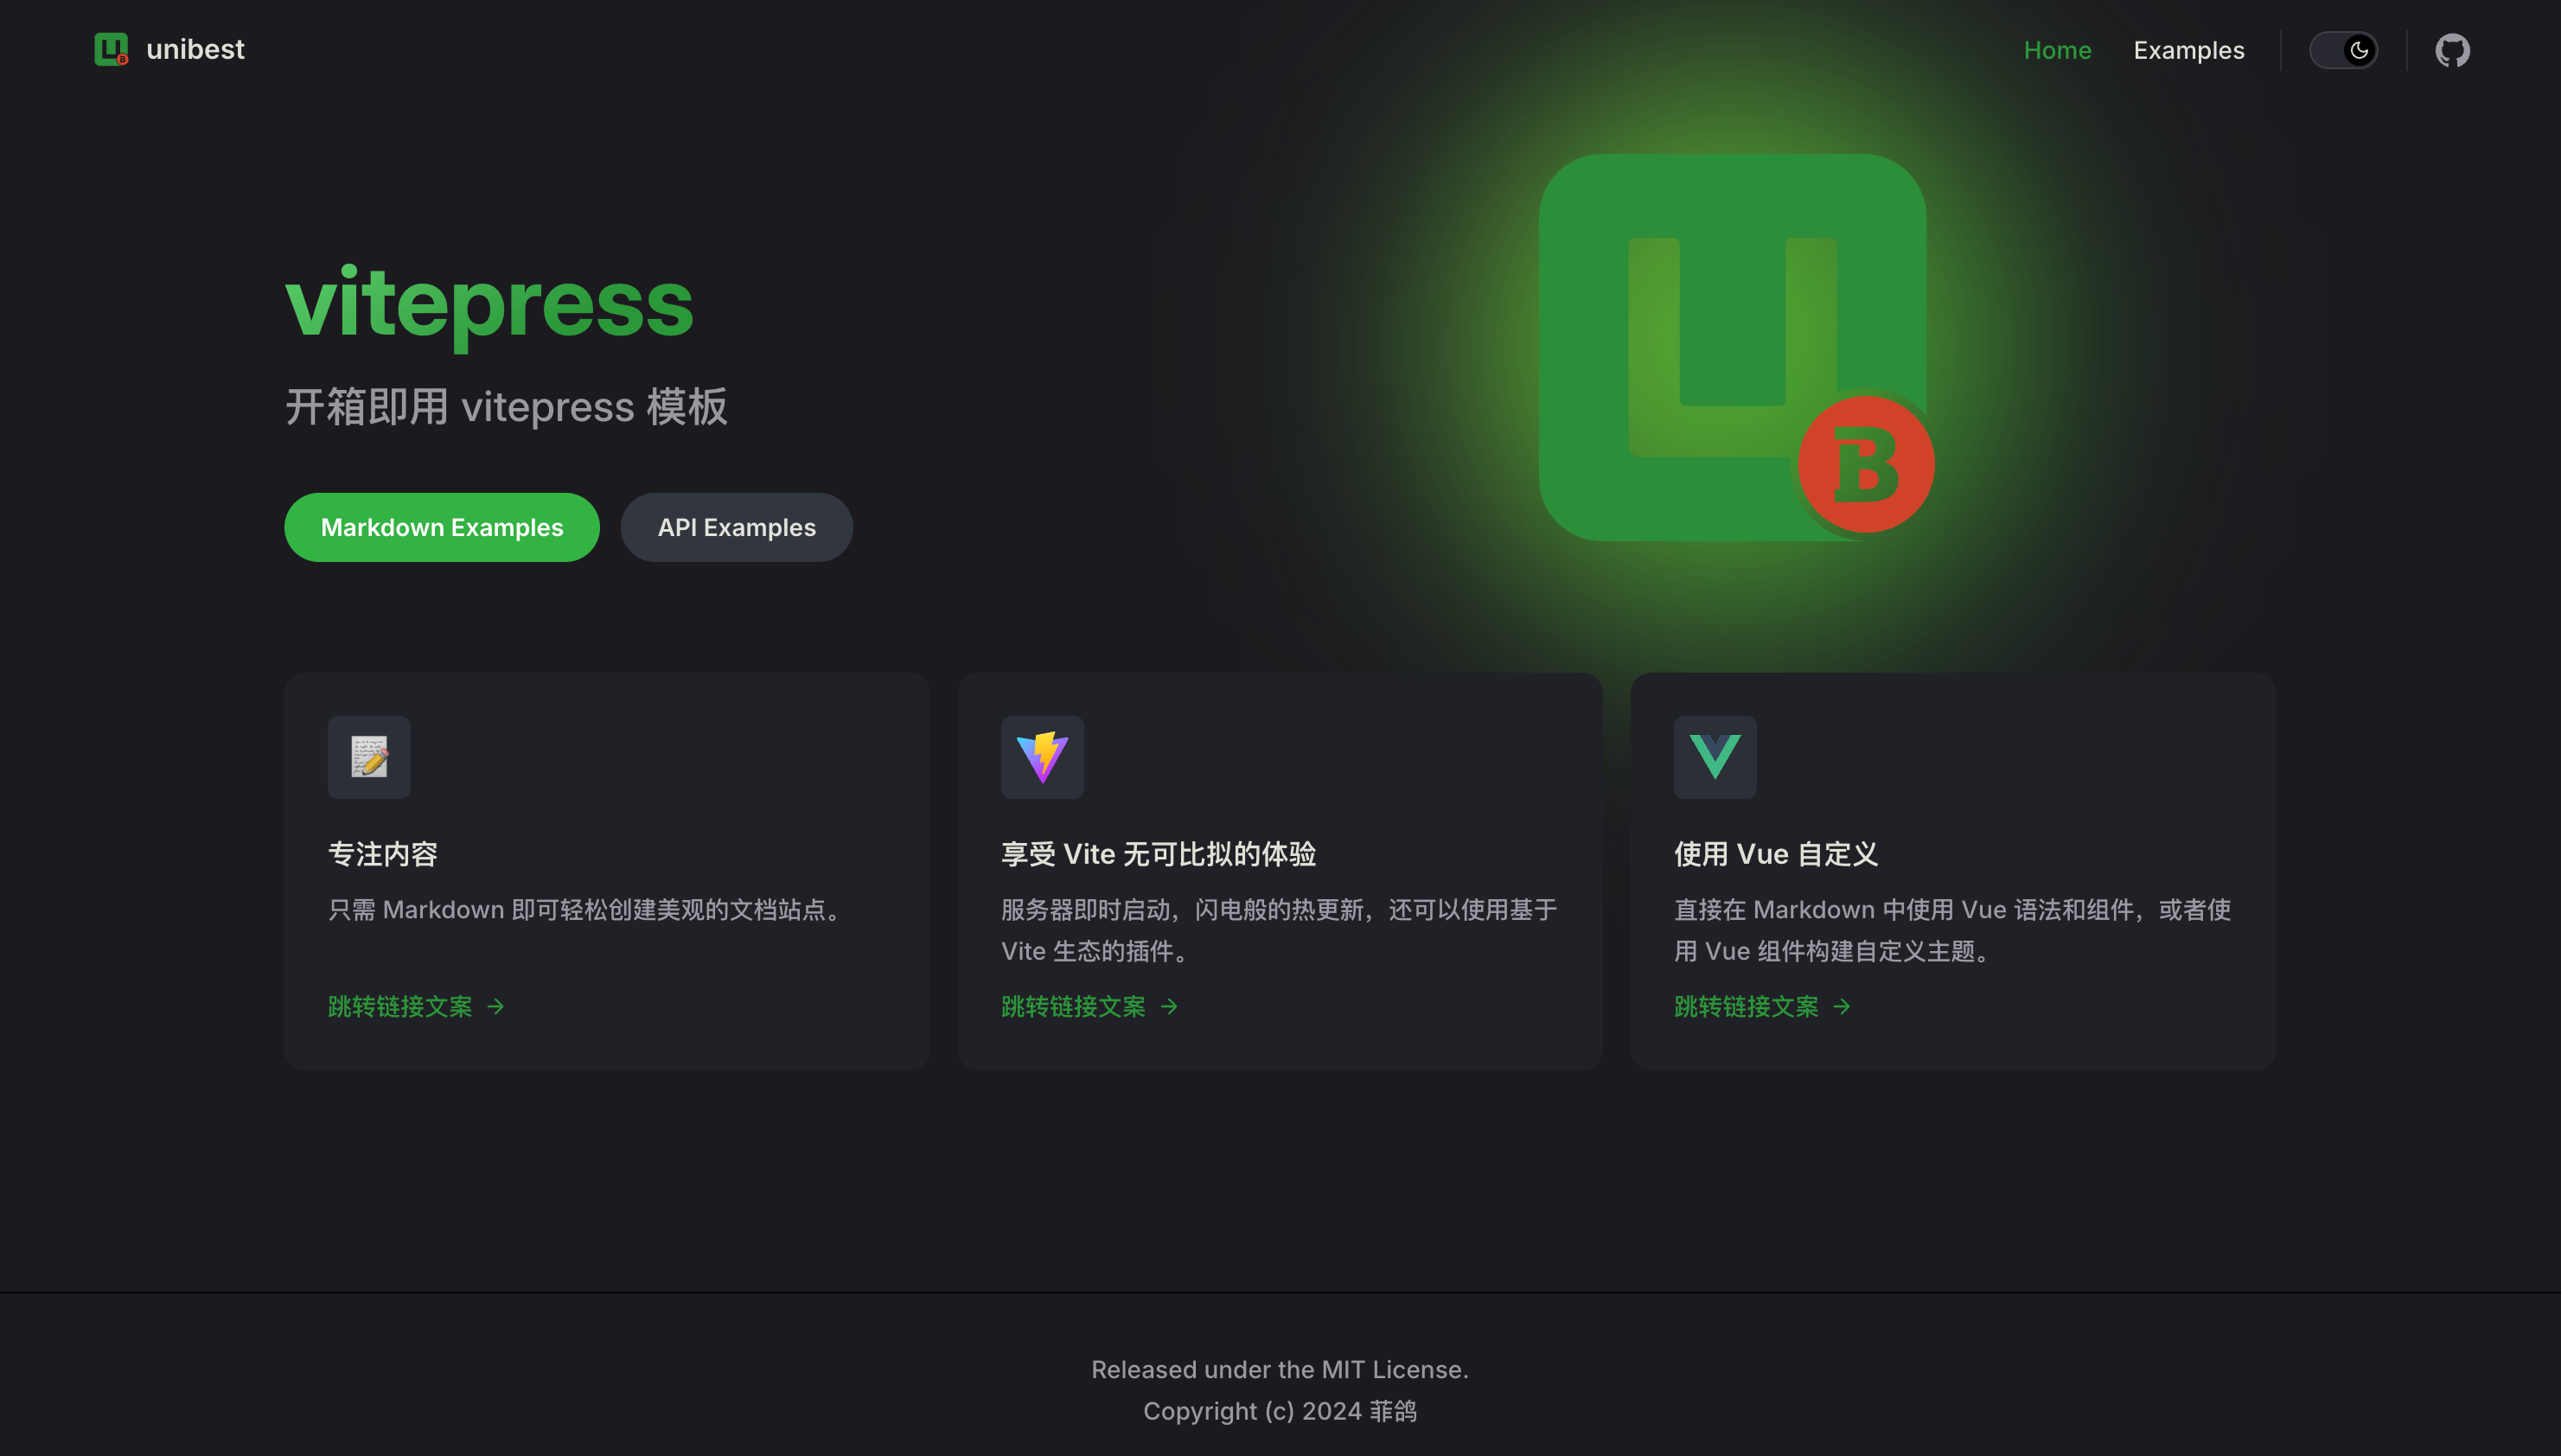 unibest
Home
Examples
vitepress
开箱即用 vitepress 模板
B
Markdown Examples
API Examples
专注内容
只需 Markdown 即可轻松创建美观的文档站点。
跳转链接文案
享受 Vite 无可比拟的体验
服务器即时启动，闪电般的热更新，还可以使用基于
Vite 生态的插件。
跳转链接文案
使用 Vue 自定义
直接在 Markdown 中使用 Vue 语法和组件，或者使
用 Vue 组件构建自定义主题。
跳转链接文案
Released under the MIT License.
Copyright (c) 2024 菲鸽